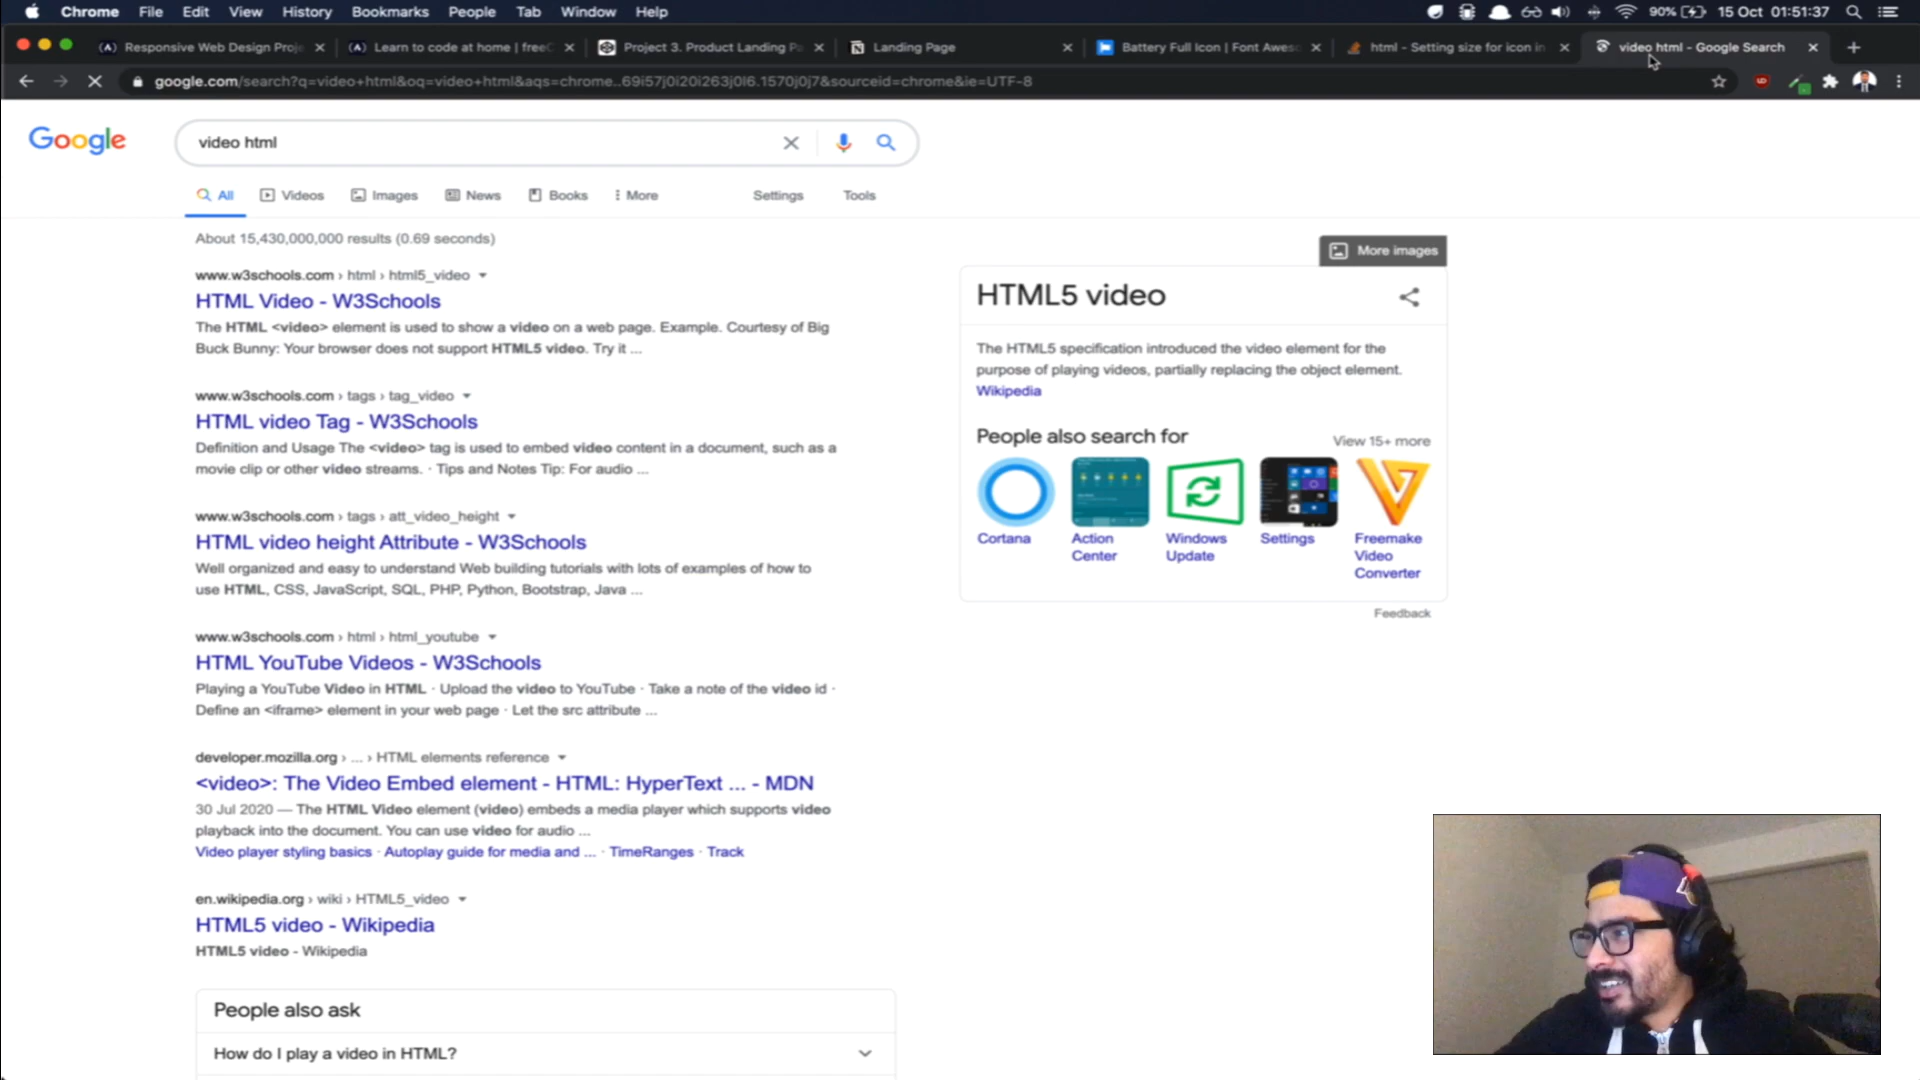 Chrome File Edit View History Bookmarks People Tab Window Help 90% 15 Oct 01:51:37
Responsive Web Design Proje Learn to code at home | freeC Project 3. Product Landing Pa Landing Page Battery Full Icon | Font Aweso html - Setting size for icon in video html - Google Search
google.com/search?q=video+html&oq=video+html&aqs=chrome..69i57j0i20i263j0l6.1570j0j7&sourceid=chrome&ie=UTF-8
Google video html
All Videos Images News Books More Settings Tools
About 15,430,000,000 results (0.69 seconds)
www.w3schools.com › html › html5_video
HTML Video - W3Schools
The HTML <video> element is used to show a video on a web page. Example. Courtesy of Big
Buck Bunny: Your browser does not support HTML5 video. Try it ...
www.w3schools.com › tags › tag_video
HTML video Tag - W3Schools
Definition and Usage The <video> tag is used to embed video content in a document, such as a
movie clip or other video streams. · Tips and Notes Tip: For audio ...
www.w3schools.com › tags › att_video_height
HTML video height Attribute - W3Schools
Well organized and easy to understand Web building tutorials with lots of examples of how to
use HTML, CSS, JavaScript, SQL, PHP, Python, Bootstrap, Java ...
www.w3schools.com › html › html_youtube
HTML YouTube Videos - W3Schools
Playing a YouTube Video in HTML · Upload the video to YouTube · Take a note of the video id ·
Define an <iframe> element in your web page · Let the src attribute ...
developer.mozilla.org › ... › HTML elements reference
<video>: The Video Embed element - HTML: HyperText ... - MDN
30 Jul 2020 — The HTML Video element (video) embeds a media player which supports video
playback into the document. You can use video for audio ...
Video player styling basics · Autoplay guide for media and ... · TimeRanges · Track
en.wikipedia.org › wiki › HTML5_video
HTML5 video - Wikipedia
HTML5 video - Wikipedia
People also ask
How do I play a video in HTML?
More images
HTML5 video
The HTML5 specification introduced the video element for the
purpose of playing videos, partially replacing the object element.
Wikipedia
People also search for View 15+ more
Cortana Action Center Windows Update Settings Freemake Video Converter
Feedback